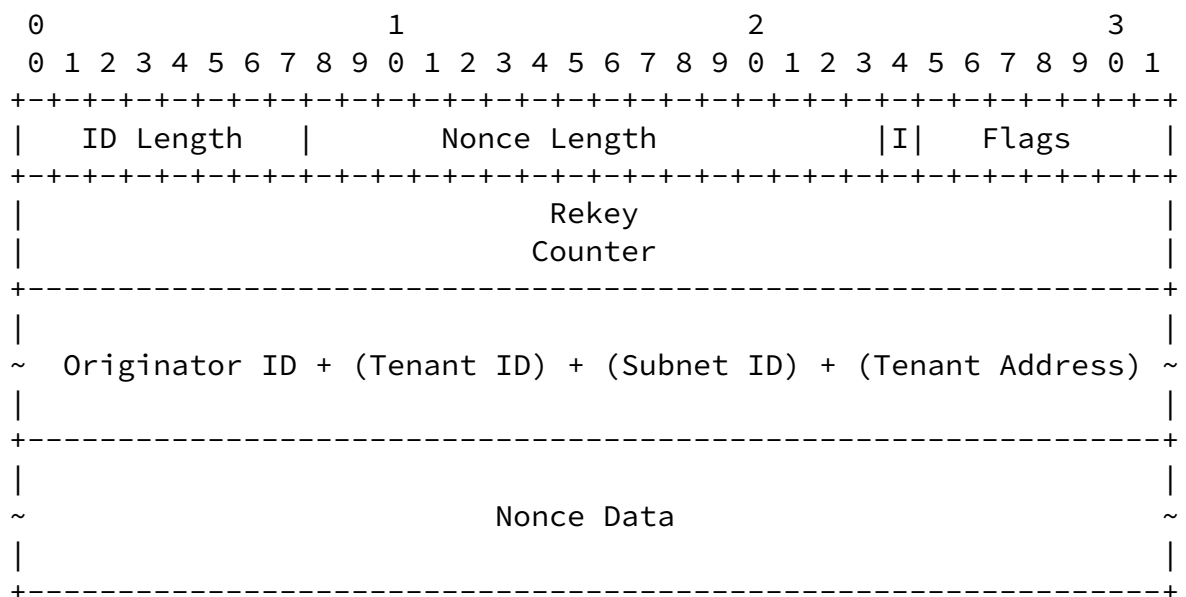 0                   1                   2                   3
 0 1 2 3 4 5 6 7 8 9 0 1 2 3 4 5 6 7 8 9 0 1 2 3 4 5 6 7 8 9 0 1
+-+-+-+-+-+-+-+-+-+-+-+-+-+-+-+-+-+-+-+-+-+-+-+-+-+-+-+-+-+-+-+-+
|   ID Length   |       Nonce Length            |I|   Flags     |
+-+-+-+-+-+-+-+-+-+-+-+-+-+-+-+-+-+-+-+-+-+-+-+-+-+-+-+-+-+-+-+-+
|                             Rekey                             |
|                            Counter                            |
+---------------------------------------------------------------+
|                                                               |
~  Originator ID + (Tenant ID) + (Subnet ID) + (Tenant Address) ~
|                                                               |
+---------------------------------------------------------------+
|                                                               |
~                          Nonce Data                           ~
|                                                               |
+---------------------------------------------------------------+